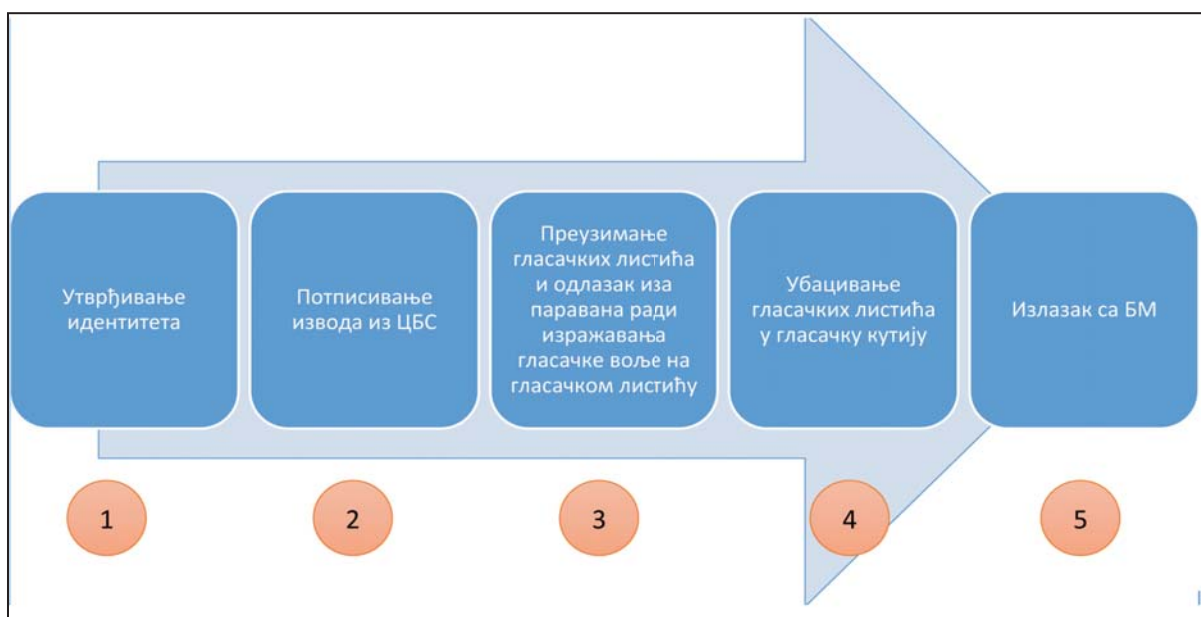 Утврђивање
идентитета
Потписивање
извода из ЦБС
Преузимање
гласачких листића
и одлазак иза
паравана ради
изражавања
гласачке воље на
гласачком листићу
Убацивање
гласачких листића
у гласачку кутију
Излазак са БМ
1
2
3
4
5